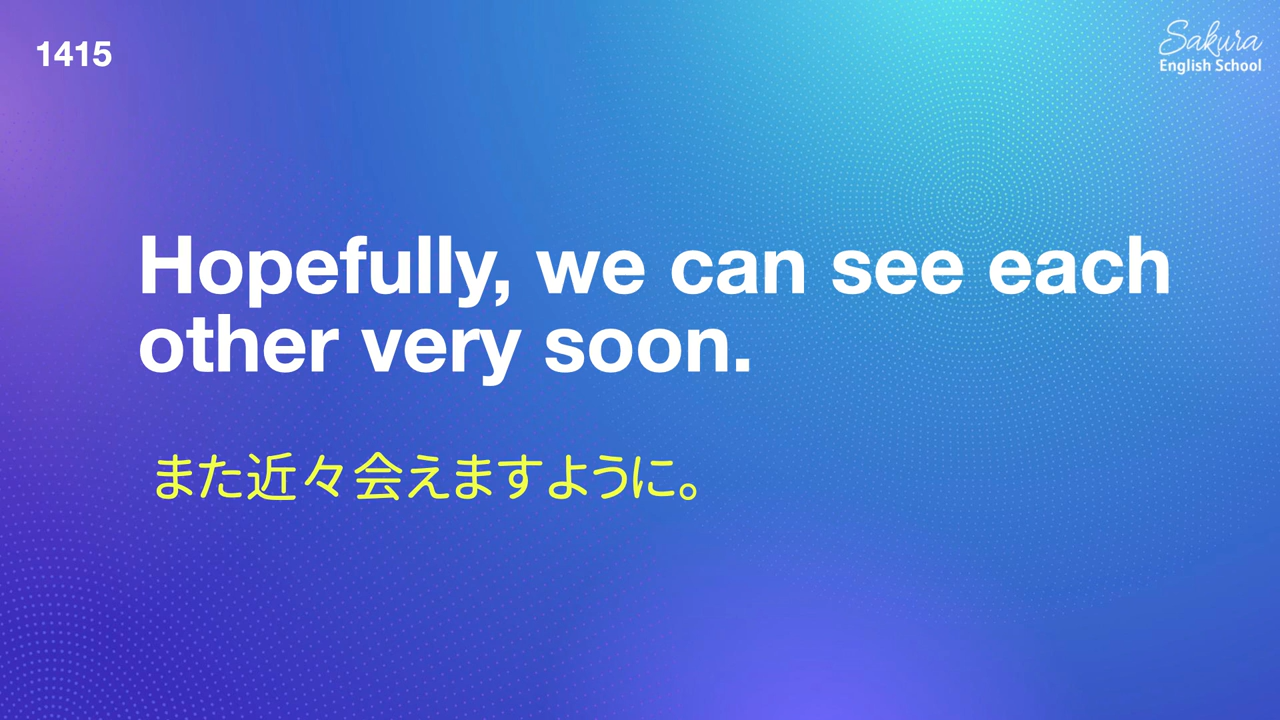 1415
Sakura
English School
Hopefully, we can see each
other very soon.
また近々会えますように。